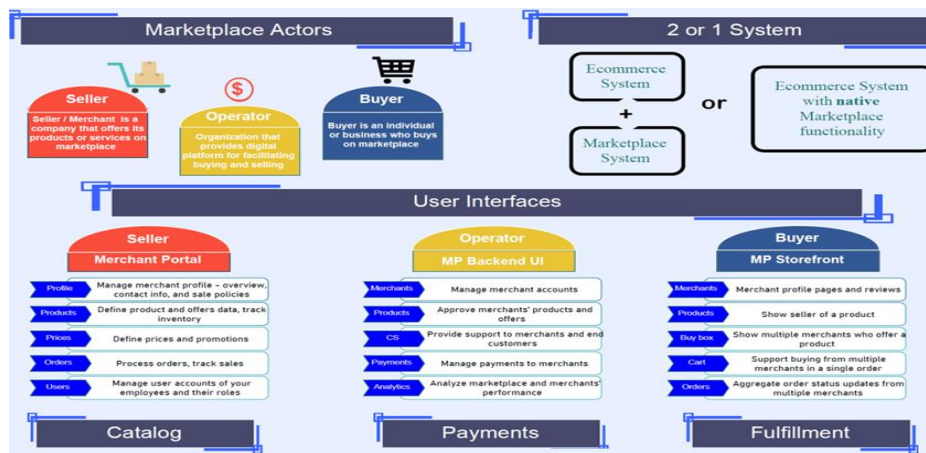 Marketplace Actors
2 or 1 System
Seller
Seller / Merchant is a
company that offers its
products or services on
marketplace
$
Operator
Organization that
provides digital
platform for facilitating
buying and selling
Buyer
Buyer is an individual
or business who buys
on marketplace
Ecommerce
System
+
Marketplace
System
or
Ecommerce System
with native
Marketplace
functionality
User Interfaces
Seller
Merchant Portal
Profile
Manage merchant profile – overview,
contact info, and sale policies
Products
Define product and offers data, track
inventory
Prices
Define prices and promotions
Orders
Process orders, track sales
Users
Manage user accounts of your
employees and their roles
Operator
MP Backend UI
Merchants
Manage merchant accounts
Products
Approve merchants' products and
offers
CS
Provide support to merchants and end
customers
Payments
Manage payments to merchants
Analytics
Analyze marketplace and merchants'
performance
Buyer
MP Storefront
Merchants
Merchant profile pages and reviews
Products
Show seller of a product
Buy box
Show multiple merchants who offer a
product
Cart
Support buying from multiple
merchants in a single order
Orders
Aggregate order status updates from
multiple merchants
Catalog
Payments
Fulfillment